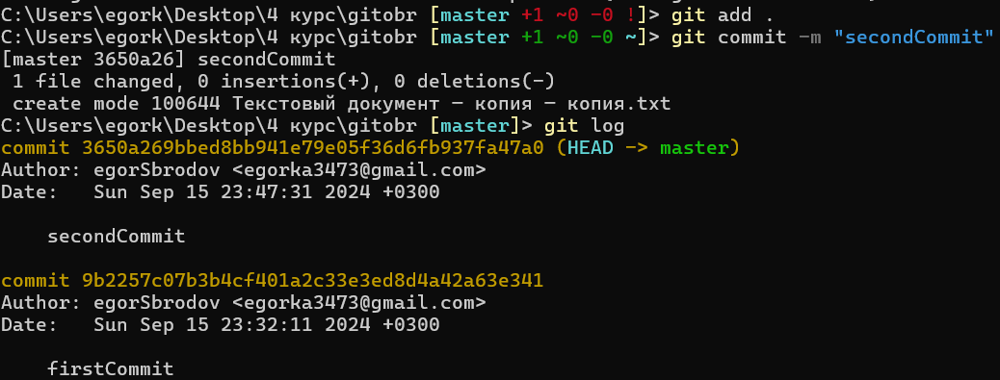 C:\Users\egork\Desktop\4 курс\gitobr [master +1 ~0 -0 !]> git add .
C:\Users\egork\Desktop\4 курс\gitobr [master +1 ~0 -0 ~]> git commit -m "secondCommit"
[master 3650a26] secondCommit
 1 file changed, 0 insertions(+), 0 deletions(-)
 create mode 100644 Текстовый документ — копия — копия.txt
C:\Users\egork\Desktop\4 курс\gitobr [master]> git log
commit 3650a269bbed8bb941e79e05f36d6fb937fa47a0 (HEAD -> master)
Author: egorSbrodov <egorka3473@gmail.com>
Date:   Sun Sep 15 23:47:31 2024 +0300
    secondCommit
commit 9b2257c07b3b4cf401a2c33e3ed8d4a42a63e341
Author: egorSbrodov <egorka3473@gmail.com>
Date:   Sun Sep 15 23:32:11 2024 +0300
    firstCommit